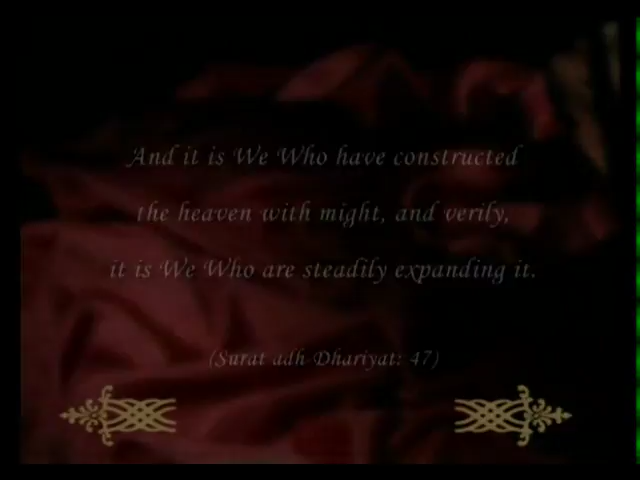 And it is We Who have constructed
the heaven with might, and verily,
it is We Who are steadily expanding it.
(Surat adh Dhariyat: 47)